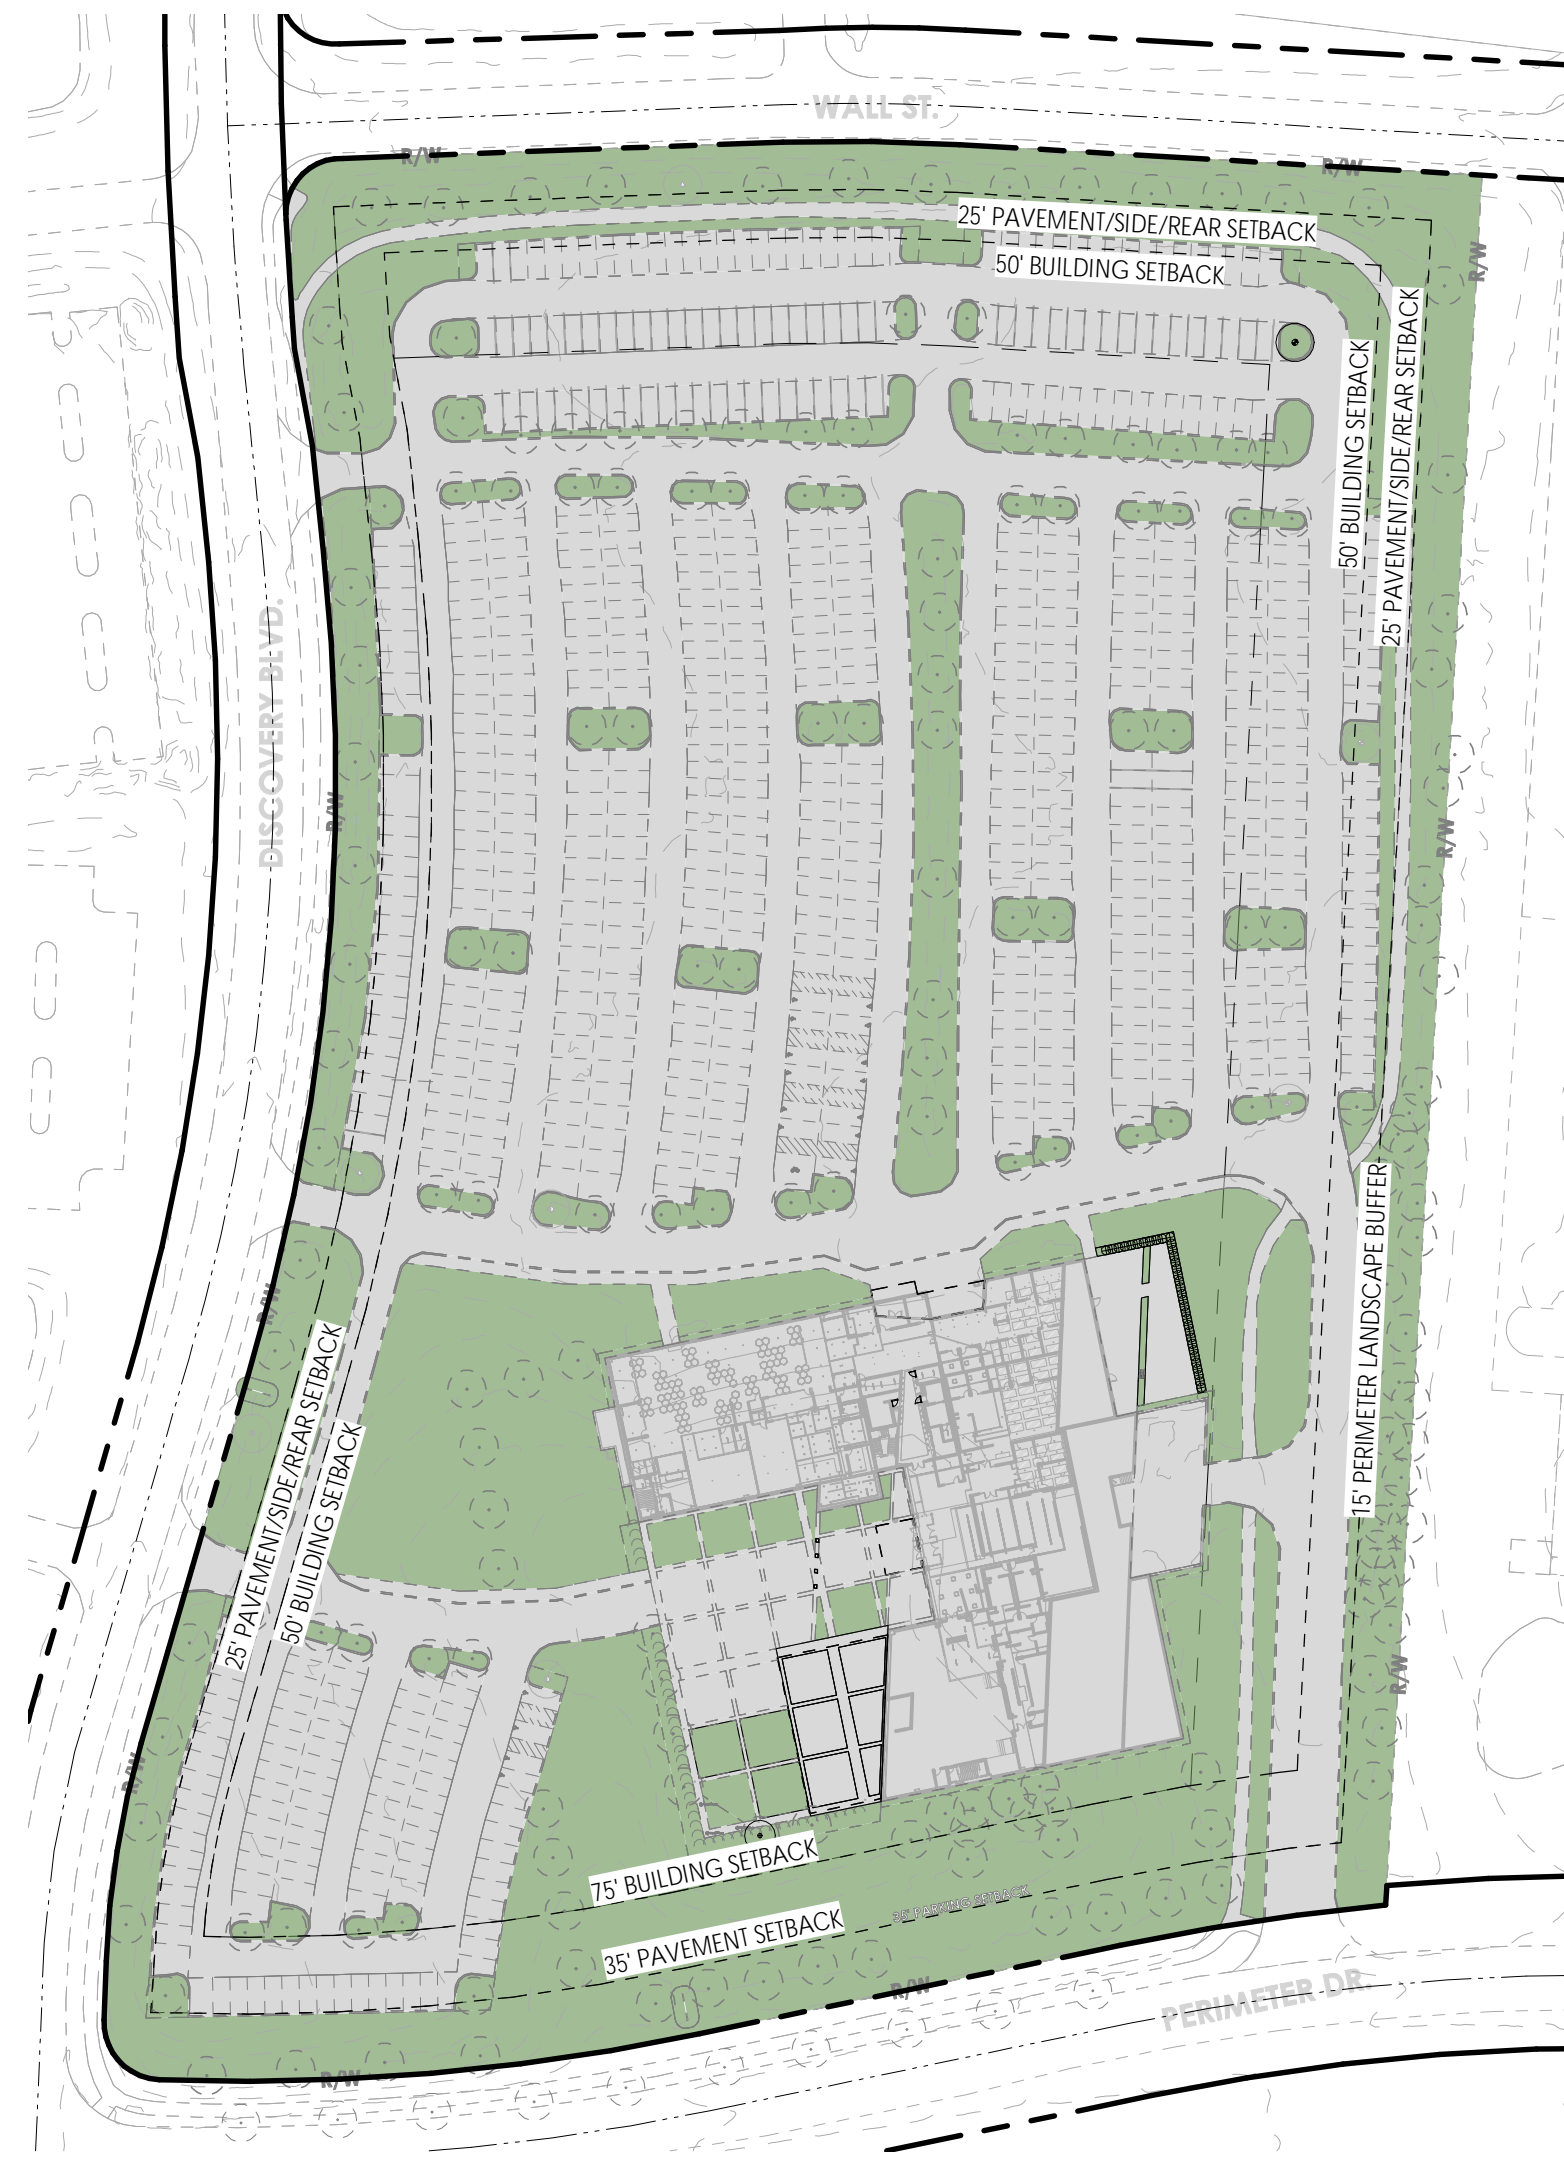 WALL ST.
R/W
R/W
25' PAVEMENT/SIDE/REAR SETBACK
50' BUILDING SETBACK
R/W
25' PAVEMENT/SIDE/REAR SETBACK
50' BUILDING SETBACK
DISCOVERY BLVD.
R/W
R/W
15' PERIMETER LANDSCAPE BUFFER
R/W
25' PAVEMENT/SIDE/REAR SETBACK
50' BUILDING SETBACK
R/W
R/W
75' BUILDING SETBACK
35' PARKING SETBACK
35' PAVEMENT SETBACK
R/W
PERIMETER DR.
R/W